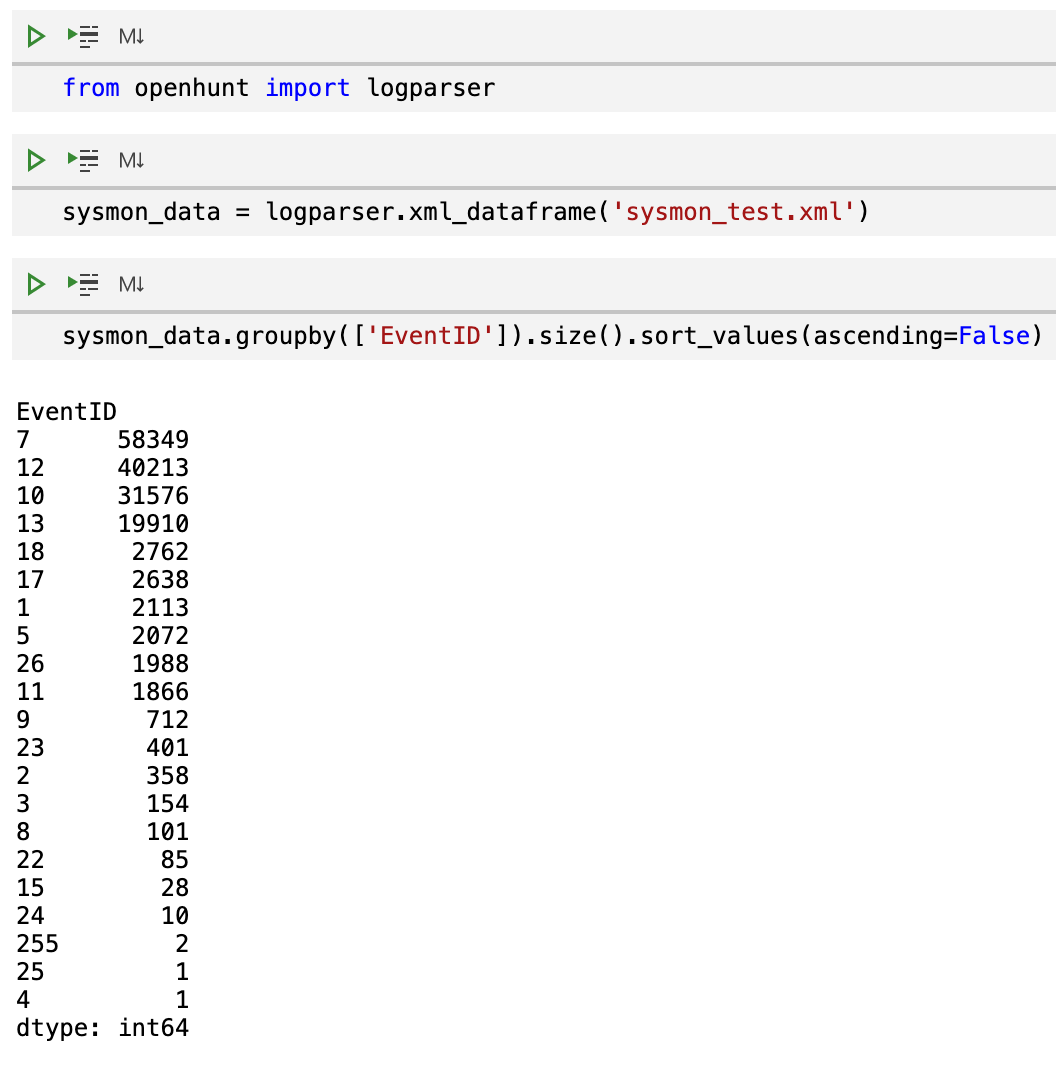 M↓
from openhunt import logparser
M↓
sysmon_data = logparser.xml_dataframe('sysmon_test.xml')
M↓
sysmon_data.groupby(['EventID']).size().sort_values(ascending=False)
EventID
7      58349
12     40213
10     31576
13     19910
18      2762
17      2638
1       2113
5       2072
26      1988
11      1866
9        712
23       401
2        358
3        154
8        101
22        85
15        28
24        10
255        2
25         1
4          1
dtype: int64